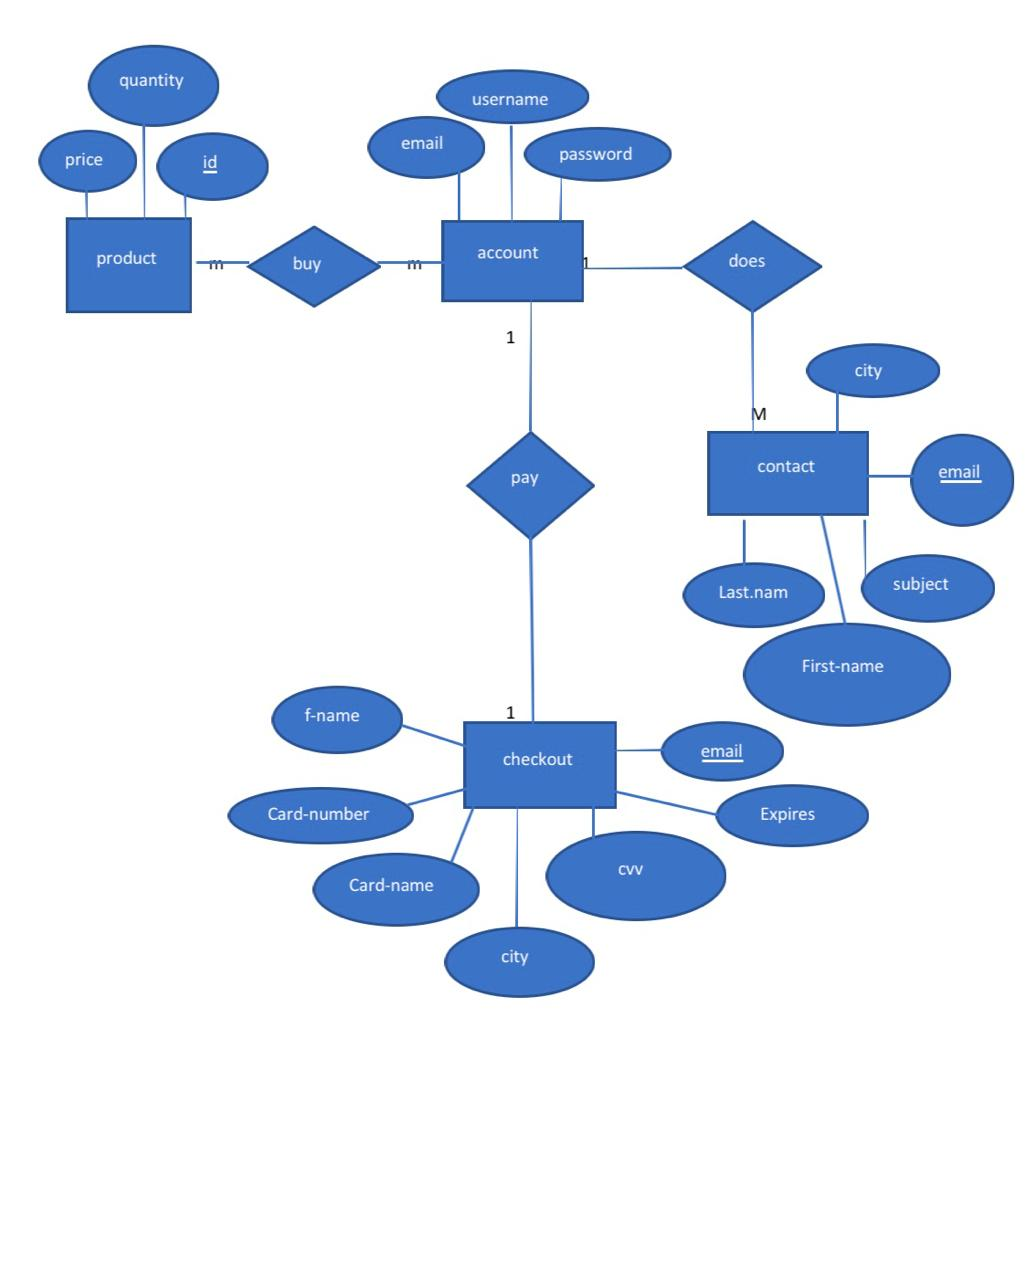 quantity
username
email
password
price
id
product
m
buy
m
account
1
does
1
city
M
contact
email
pay
Last.nam
subject
First-name
1
f-name
checkout
email
Card-number
Expires
Card-name
cvv
city